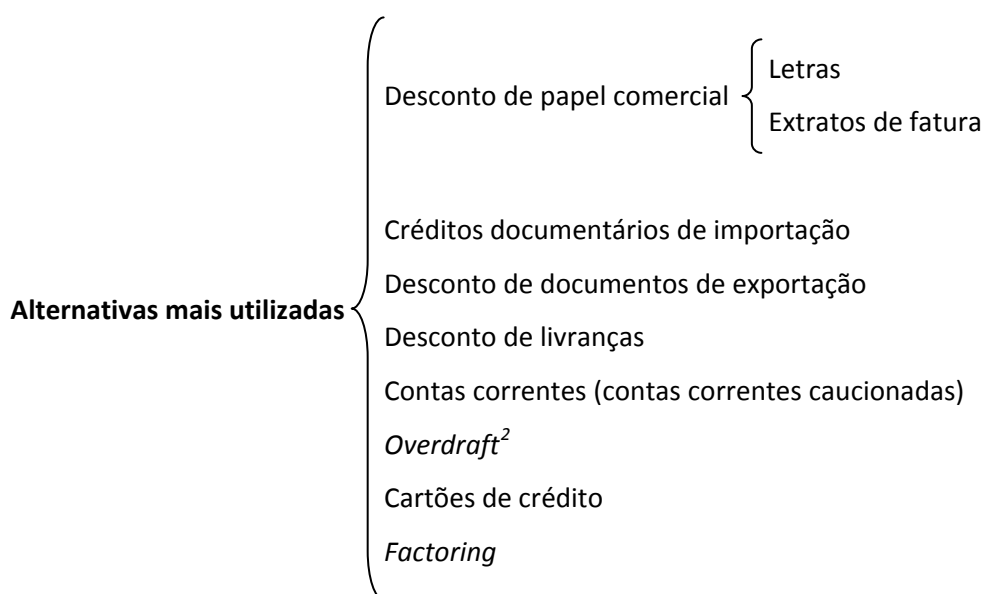 Desconto de papel comercial
Letras
Extratos de fatura
Créditos documentários de importação
Desconto de documentos de exportação
Alternativas mais utilizadas
Desconto de livranças
Contas correntes (contas correntes caucionadas)
Overdraft²
Cartões de crédito
Factoring